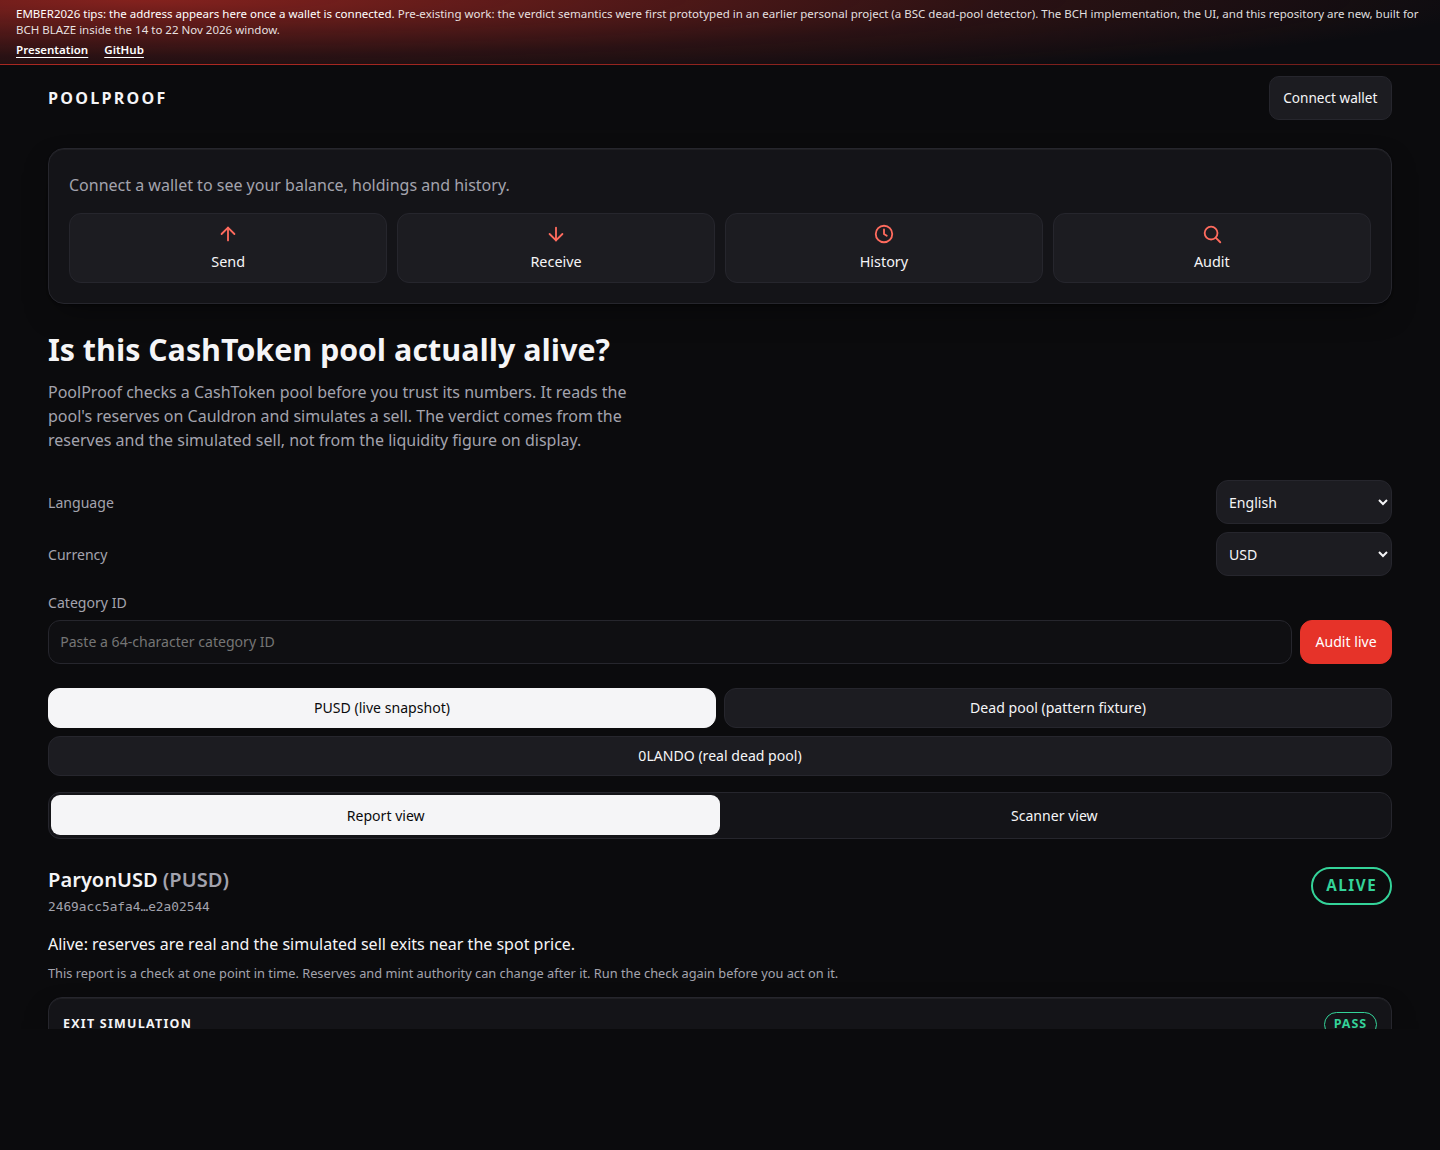 EMBER2026 tips: the address appears here once a wallet is connected. Pre-existing work: the verdict semantics were first prototyped in an earlier personal project (a BSC dead-pool detector). The BCH implementation, the UI, and this repository are new, built for
BCH BLAZE inside the 14 to 22 Nov 2026 window.
Presentation GitHub
POOLPROOF
Connect wallet
Connect a wallet to see your balance, holdings and history.
Send
Receive
History
Audit
Is this CashToken pool actually alive?
PoolProof checks a CashToken pool before you trust its numbers. It reads the
pool's reserves on Cauldron and simulates a sell. The verdict comes from the
reserves and the simulated sell, not from the liquidity figure on display.
Language
English
Currency
USD
Category ID
Paste a 64-character category ID
Audit live
PUSD (live snapshot)
Dead pool (pattern fixture)
0LANDO (real dead pool)
Report view
Scanner view
ParyonUSD (PUSD)
ALIVE
2469acc5afa4…e2a02544
Alive: reserves are real and the simulated sell exits near the spot price.
This report is a check at one point in time. Reserves and mint authority can change after it. Run the check again before you act on it.
EXIT SIMULATION
PASS